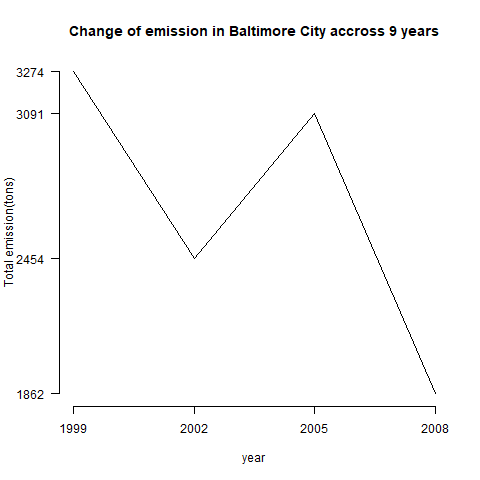 Change of emission in Baltimore City accross 9 years
3274
3091
2454
1862
Total emission(tons)
1999 2002 2005 2008
year